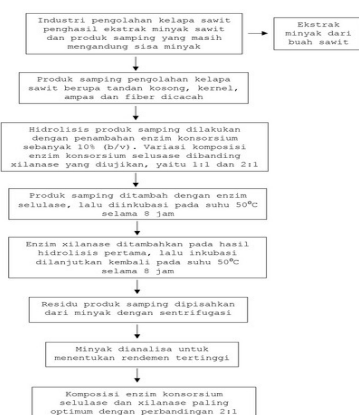 Industri pengolahan kelapa sawit
penghasil ekstrak minyak sawit
dan produk samping yang masih
mengandung sisa minyak
Ekstrak
minyak dari
buah sawit
Produk samping pengolahan kelapa
sawit berupa tandan kosong, kernel,
ampas dan fiber dicacah
Hidrolisis produk samping dilakukan
dengan penambahan enzim konsorsium
sebanyak 10% (b/v). Variasi komposisi
enzim konsorsium selusase dibanding
xilanase yang diujikan, yaitu 1:1 dan 2:1
Produk samping ditambah dengan enzim
selulase, lalu diinkubasi pada suhu 50°C
selama 8 jam
Enzim xilanase ditambahkan pada hasil
hidrolisis pertama, lalu inkubasi
dilanjutkan kembali pada suhu 50°C
selama 8 jam
Residu produk samping dipisahkan
dari minyak dengan sentrifugasi
Minyak dianalisa untuk
menentukan rendemen tertinggi
Komposisi enzim konsorsium
selulase dan xilanase paling
optimum dengan perbandingan 2:1